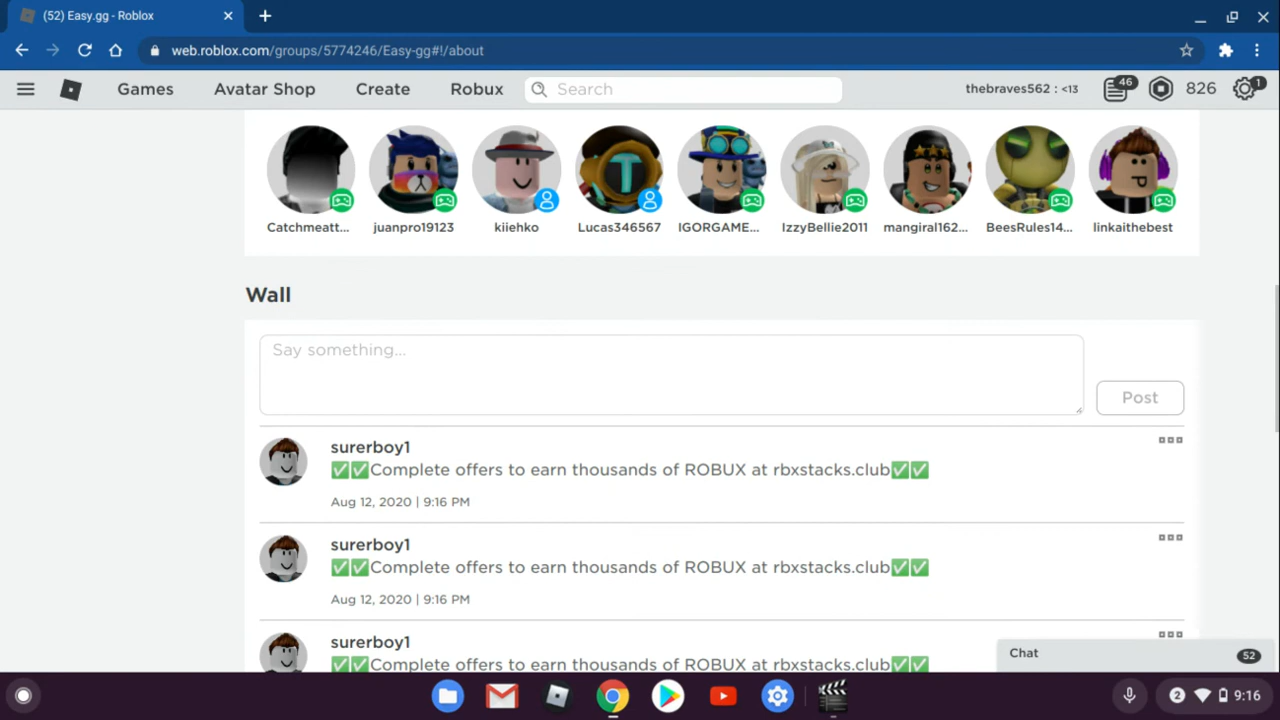 (52) Easy.gg - Roblox
web.roblox.com/groups/5774246/Easy-gg#!/about
Games Avatar Shop Create Robux Search thebraves562 : <13 46 826 1
Catchmeatt... juanpro19123 kiiehko Lucas346567 IGORGAME... IzzyBellie2011 mangiral162... BeesRules14... linkaithebest
Wall
Say something...
Post
surerboy1
✅✅Complete offers to earn thousands of ROBUX at rbxstacks.club✅✅
Aug 12, 2020 | 9:16 PM
surerboy1
✅✅Complete offers to earn thousands of ROBUX at rbxstacks.club✅✅
Aug 12, 2020 | 9:16 PM
surerboy1
✅✅Complete offers to earn thousands of ROBUX at rbxstacks.club✅✅
Chat 52
2 9:16